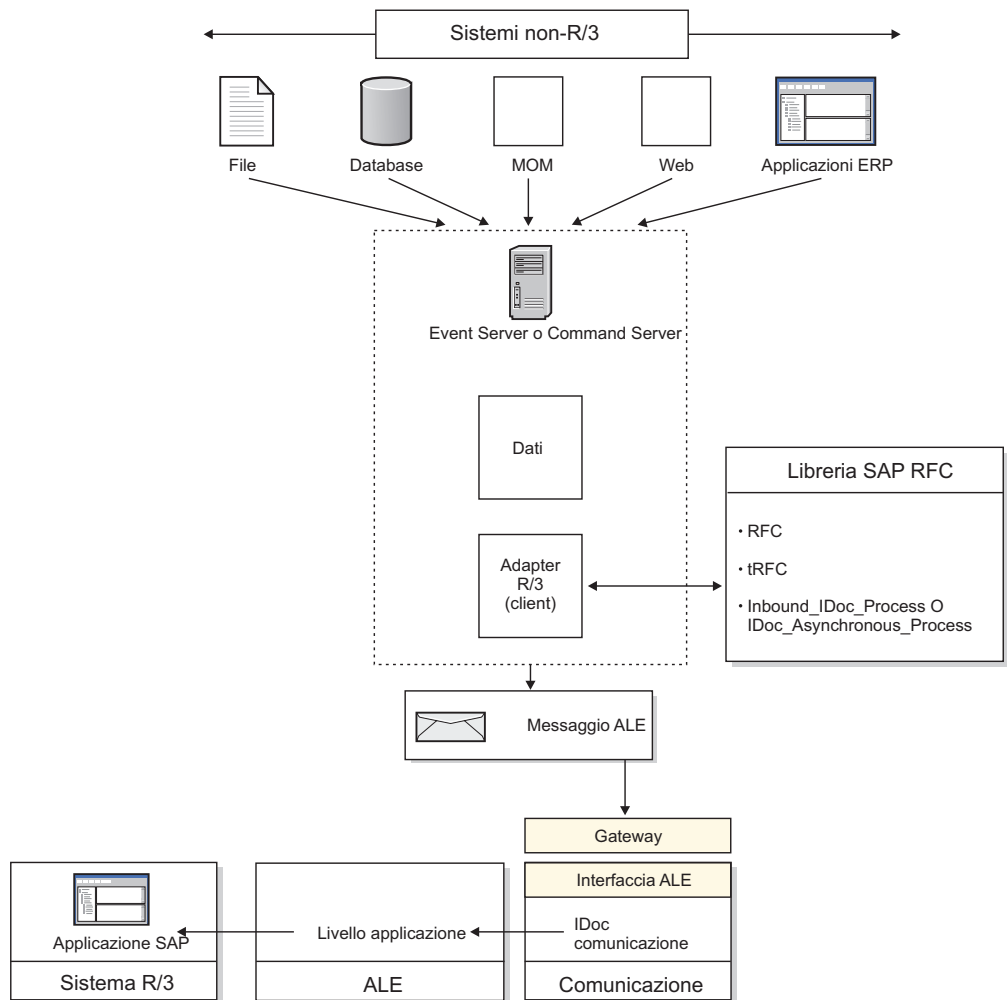 Sistemi non-R/3
File
Database
MOM
Web
Applicazioni ERP
Event Server o Command Server
Dati
Adapter
R/3
(client)
Libreria SAP RFC
• RFC
• tRFC
• Inbound_IDoc_Process O
IDoc_Asynchronous_Process
Messaggio ALE
Gateway
Interfaccia ALE
IDoc
comunicazione
Comunicazione
Livello applicazione
ALE
Applicazione SAP
Sistema R/3